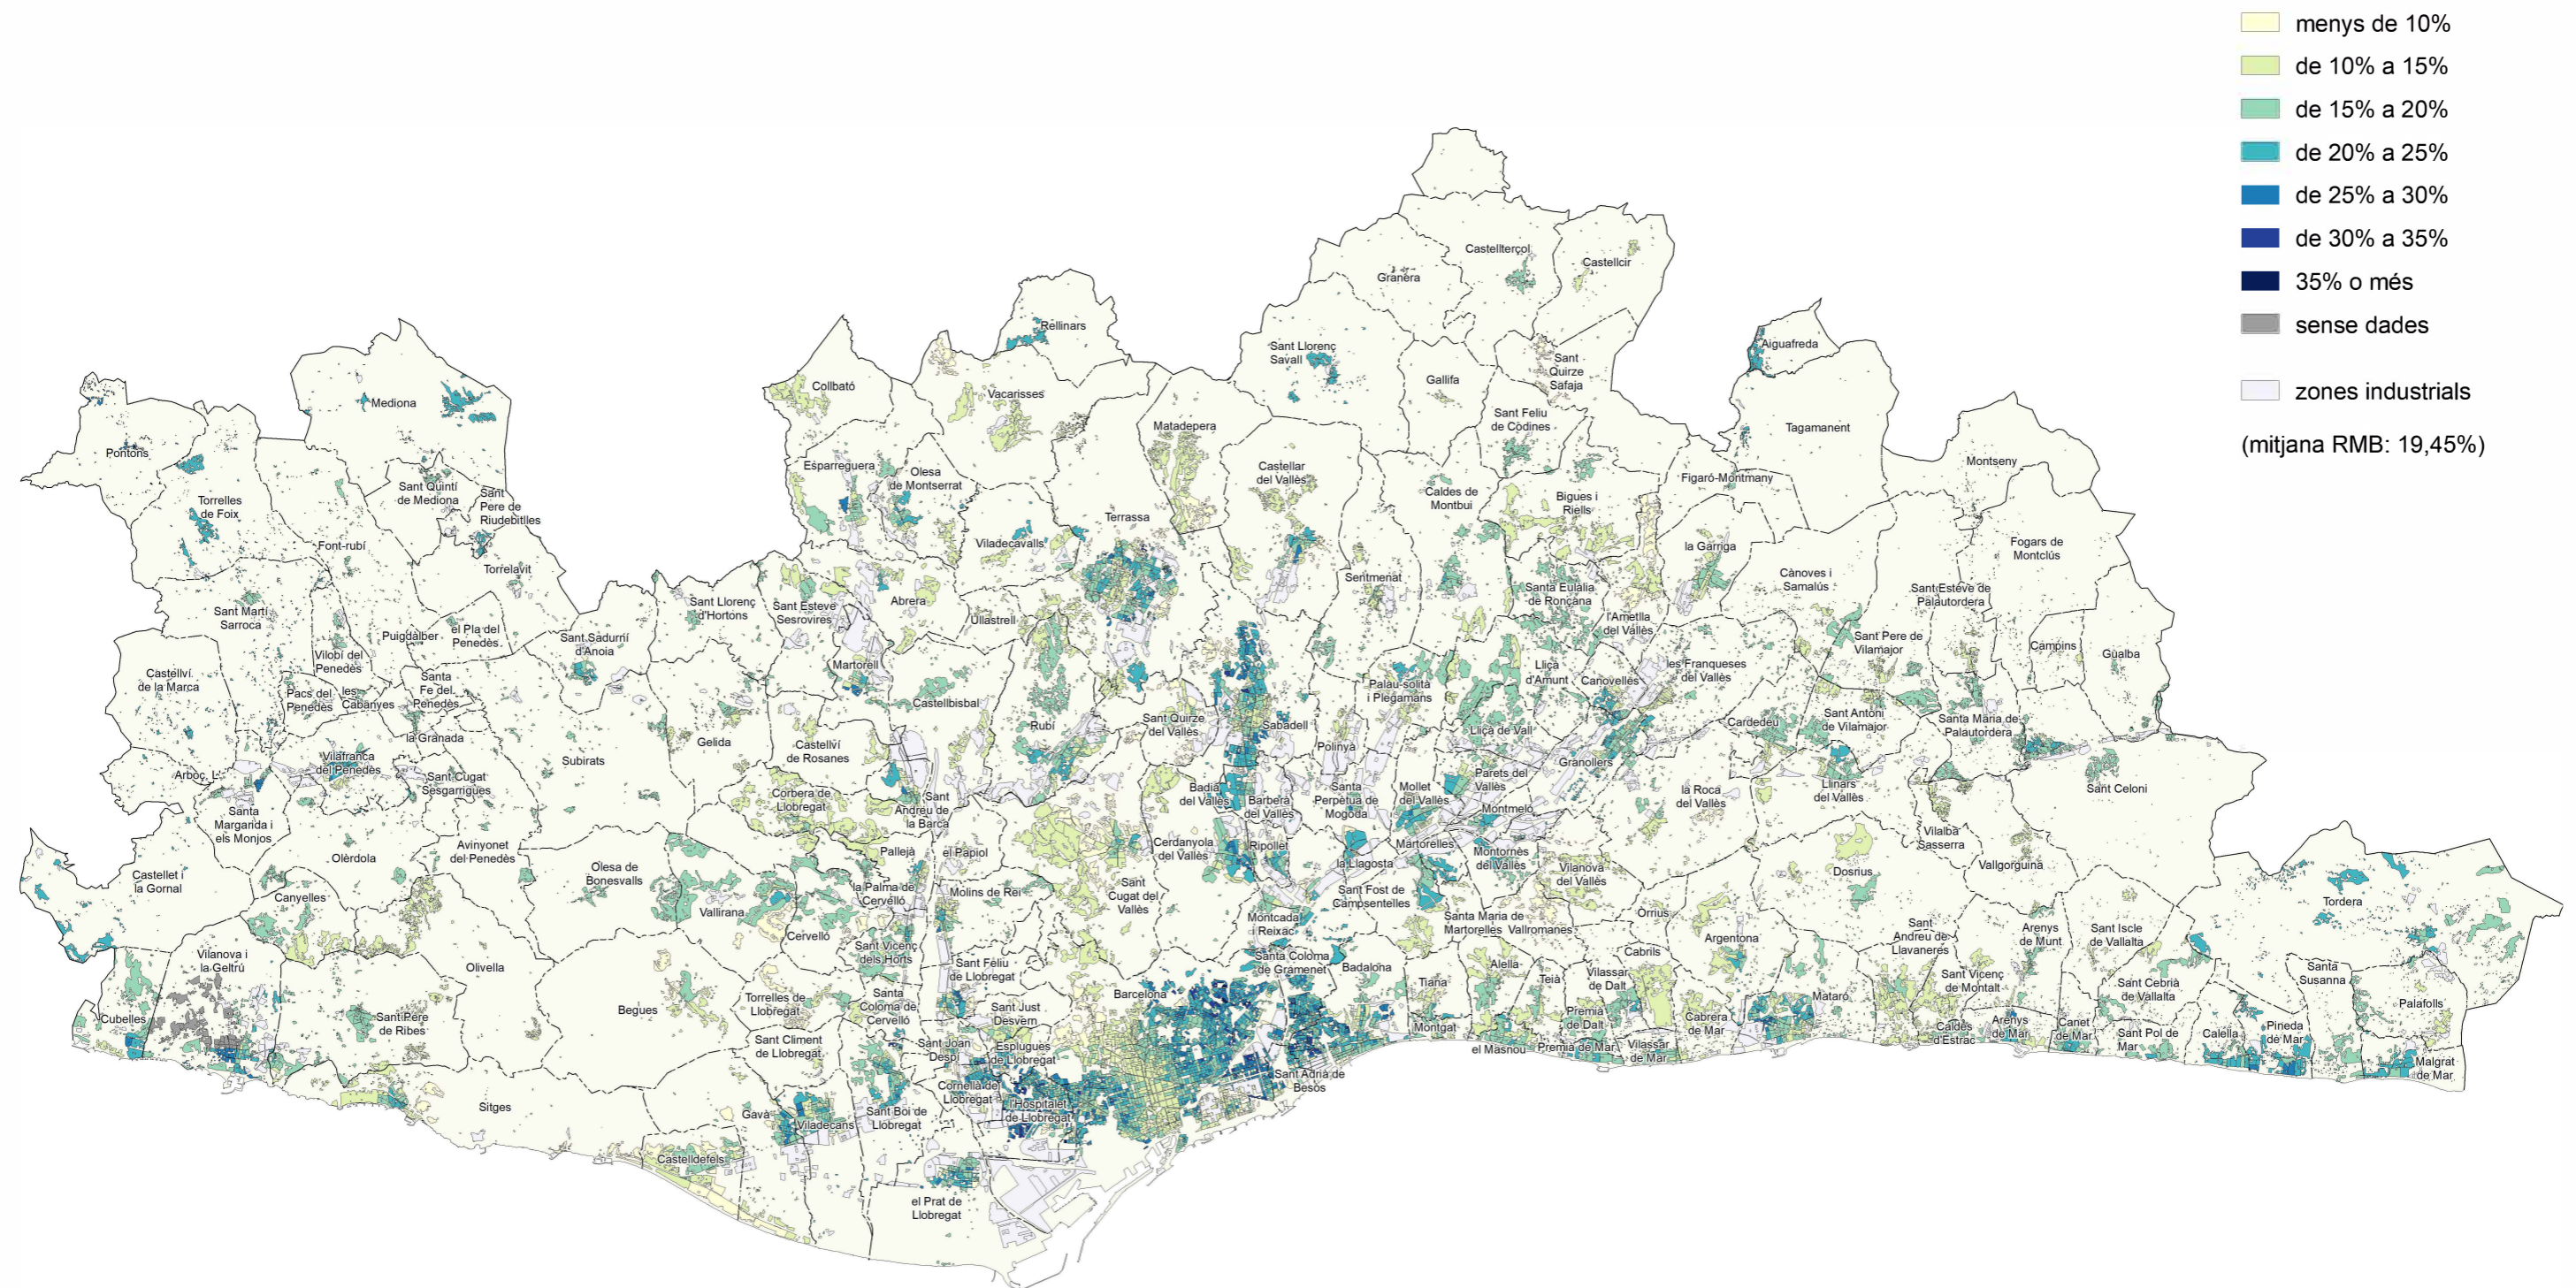 menys de 10%
de 10% a 15%
de 15% a 20%
de 20% a 25%
de 25% a 30%
de 30% a 35%
35% o més
sense dades
zones industrials
(mitjana RMB: 19,45%)
Castellterçol
Castellcir
Granera
Rellinars
Sant Llorenç
Savall
Aiguafreda
Sant
Quirze
Safaja
Gallifa
Collbató
Vacarisses
Mediona
Matadepera
Sant Feliu
de Codines
Tagamanent
Pontons
Esparreguera
Olesa
de Montserrat
Castellar
del Vallès
Montseny
Figaró-Montmany
Sant Quintí
de Mediona
Sant
Pere de
Riudebitlles
Torrelles
de Foix
Caldes de
Montbui
Bigues i
Riells
Terrassa
Viladecavalls
Font-rubí
la Garriga
Fogars de
Montclús
Torrelavit
Sentmenat
Cànoves i
Samalús
Sant Esteve de
Palautordera
Santa Eulàlia
de Ronçana
Sant Martí
Sarroca
Sant Llorenç
d'Hortons
Sant Esteve
Sesrovires
Abrera
Ullastrell
l'Ametlla
del Vallès
Puigdàlber
el Pla del
Penedès
Sant Sadurní
d'Anoia
Sant Pere de
Vilamajor
Campins
Gualba
Vilobí del
Penedès
Martorell
les Franqueses
del Vallès
Lliçà
d'Amunt
Canovelles
Castellví
de la Marca
Santa
Fe del
Penedès
Pacs del
Penedès
les
Cabanyes
Palau-solità
i Plegamans
Castellbisbal
Rubí
Sant Quirze
del Vallès
Sabadell
Cardedeu
Sant Antoni
de Vilamajor
Santa Maria de
Palautordera
Lliçà de Vall
la Granada
Gelida
Castellví
de Rosanes
Polinyà
Vilafranca
del Penedès
Subirats
Granollers
Arboç, L'
Sant Cugat
Sesgarrigues
Parets del
Vallès
Llinars
del Vallès
Sant Celoni
Badia
del Vallès
Barberà
del Vallès
Santa
Perpètua de
Mogoda
Mollet
del Vallès
la Roca
del Vallès
Corbera de
Llobregat
Sant
Andreu de
la Barca
Montmeló
Santa
Margarida i
els Monjos
Vilalba
Sasserra
Cerdanyola
del Vallès
Ripollet
Martorelles
Montornès
del Vallès
Avinyonet
del Penedès
Olèrdola
Pallejà
el Papiol
la Llagosta
Vallgorguina
Olesa de
Bonesvalls
Vilanova
del Vallès
Dosrius
Castellet i
la Gornal
la Palma de
Cervelló
Molins de Rei
Sant
Cugat del
Vallès
Sant Fost de
Campsentelles
Canyelles
Vallirana
Tordera
Montcada
i Reixac
Santa Maria de
Martorelles
Vallromanes
Òrrius
Cervelló
Argentona
Sant
Andreu de
Llavaneres
Arenys
de Munt
Sant Iscle
de Vallalta
Sant Vicenç
dels Horts
Vilanova i
la Geltrú
Olivella
Santa Coloma
de Gramenet
Badalona
Cabrils
Sant Feliu
de Llobregat
Alella
Teià
Vilassar
de Dalt
Santa
Susanna
Sant Vicenç
de Montalt
Tiana
Sant Cebrià
de Vallalta
Begues
Torrelles de
Llobregat
Santa
Coloma de
Cervelló
Sant Just
Desvern
Barcelona
Mataró
Palafolls
Cubelles
Sant Pere
de Ribes
Premià
de Dalt
Cabrera
de Mar
Montgat
Caldes
d'Estrac
Arenys
de Mar
Canet
de Mar
Sant Pol de
Mar
Calella
Pineda
de Mar
Sant Climent
de Llobregat
Sant Joan
Despí
Esplugues
de Llobregat
el Masnou
Premià de Mar
Vilassar
de Mar
Malgrat
de Mar
Sant Adrià de
Besòs
Cornellà de
Llobregat
l'Hospitalet
de Llobregat
Sitges
Gavà
Viladecans
Sant Boi de
Llobregat
Castelldefels
el Prat de
Llobregat